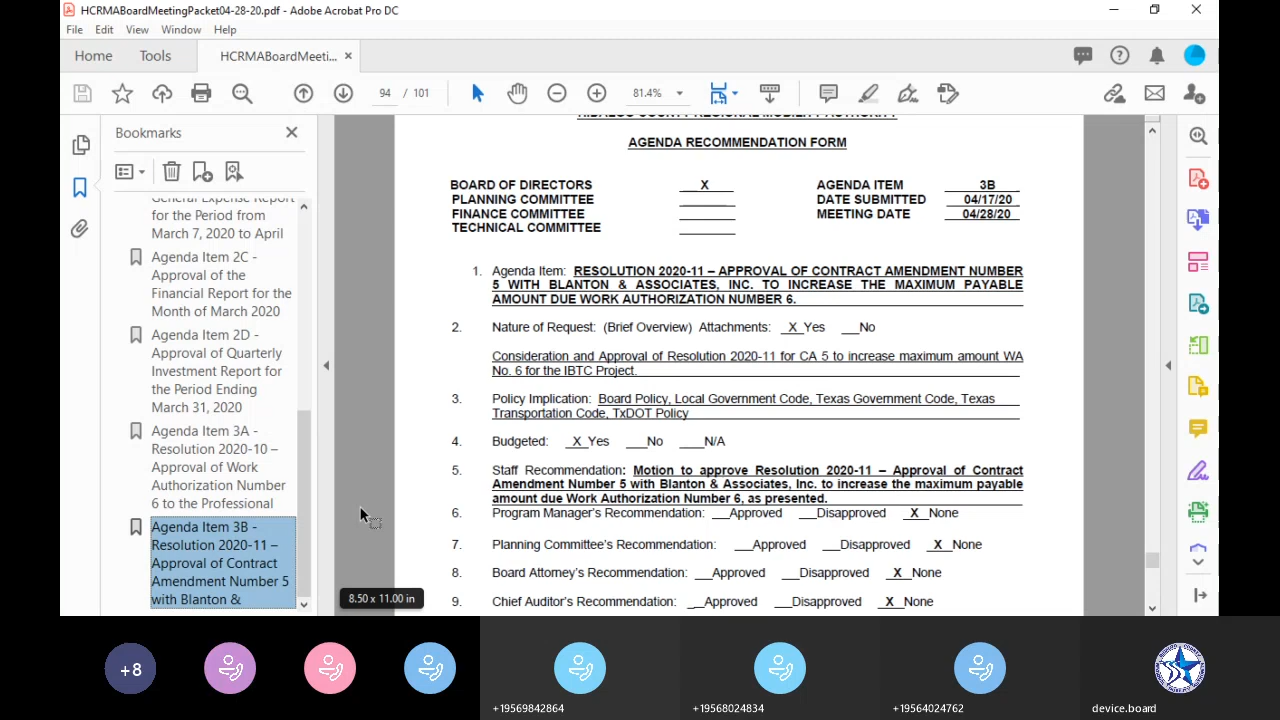 HCRMABoardMeetingPacket04-28-20.pdf - Adobe Acrobat Pro DC
File Edit View Window Help
Home Tools HCRMABoardMeeti... ×
94 / 101 81.4%
Bookmarks
General Expense Report
for the Period from
March 7, 2020 to April
Agenda Item 2C -
Approval of the
Financial Report for the
Month of March 2020
Agenda Item 2D -
Approval of Quarterly
Investment Report for
the Period Ending
March 31, 2020
Agenda Item 3A -
Resolution 2020-10 –
Approval of Work
Authorization Number
6 to the Professional
Agenda Item 3B -
Resolution 2020-11 –
Approval of Contract
Amendment Number 5
with Blanton &
8.50 x 11.00 in
HIDALGO COUNTY REGIONAL MOBILITY AUTHORITY
AGENDA RECOMMENDATION FORM
BOARD OF DIRECTORS X AGENDA ITEM 3B
PLANNING COMMITTEE DATE SUBMITTED 04/17/20
FINANCE COMMITTEE MEETING DATE 04/28/20
TECHNICAL COMMITTEE
1. Agenda Item: RESOLUTION 2020-11 – APPROVAL OF CONTRACT AMENDMENT NUMBER
5 WITH BLANTON & ASSOCIATES, INC. TO INCREASE THE MAXIMUM PAYABLE
AMOUNT DUE WORK AUTHORIZATION NUMBER 6.
2. Nature of Request: (Brief Overview) Attachments: X Yes No
Consideration and Approval of Resolution 2020-11 for CA 5 to increase maximum amount WA
No. 6 for the IBTC Project.
3. Policy Implication: Board Policy, Local Government Code, Texas Government Code, Texas
Transportation Code, TxDOT Policy
4. Budgeted: X Yes No N/A
5. Staff Recommendation: Motion to approve Resolution 2020-11 – Approval of Contract
Amendment Number 5 with Blanton & Associates, Inc. to increase the maximum payable
amount due Work Authorization Number 6, as presented.
6. Program Manager's Recommendation: Approved Disapproved X None
7. Planning Committee's Recommendation: Approved Disapproved X None
8. Board Attorney's Recommendation: Approved Disapproved X None
9. Chief Auditor's Recommendation: Approved Disapproved X None
+8
+19569842864 +19568024834 +19564024762 device.board